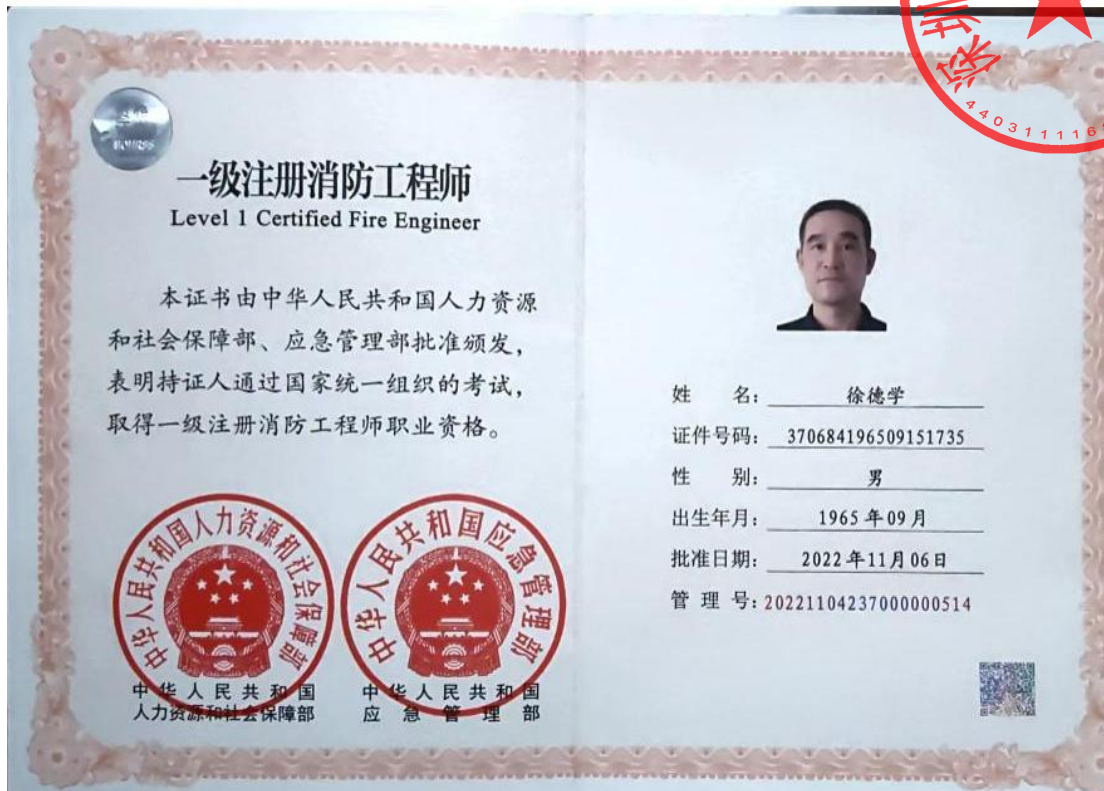 一级注册消防工程师
Level 1 Certified Fire Engineer
本证书由中华人民共和国人力资源
和社会保障部、应急管理部批准颁发，
表明持证人通过国家统一组织的考试，
取得一级注册消防工程师职业资格。
中华人民共和国人力资源和社会保障部
中华人民共和国应急管理部
中华人民共和国
人力资源和社会保障部
中华人民共和国
应急管理部
深圳
440311116
姓 名：徐德学
证件号码：370684196509151735
性 别：男
出生年月：1965年09月
批准日期：2022年11月06日
管 理 号：20221104237000000514